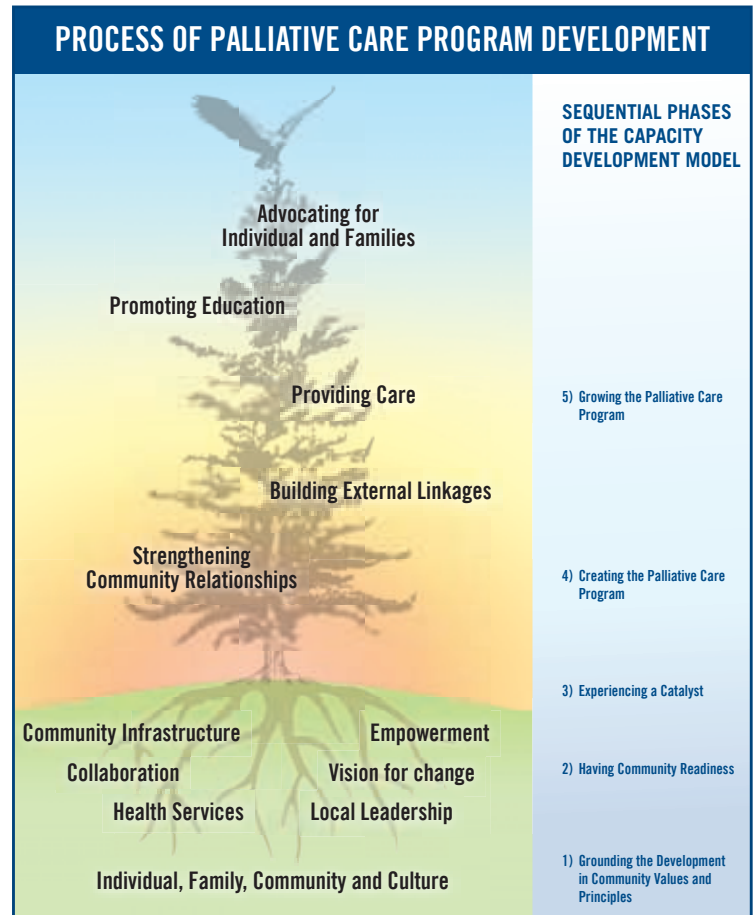 PROCESS OF PALLIATIVE CARE PROGRAM DEVELOPMENT
SEQUENTIAL PHASES
OF THE CAPACITY
DEVELOPMENT MODEL
Advocating for
Individual and Families
Promoting Education
Providing Care
Building External Linkages
Strengthening
Community Relationships
Community Infrastructure
Empowerment
Collaboration
Vision for change
Health Services
Local Leadership
Individual, Family, Community and Culture
5) Growing the Palliative Care
Program
4) Creating the Palliative Care
Program
3) Experiencing a Catalyst
2) Having Community Readiness
1) Grounding the Development
in Community Values and
Principles